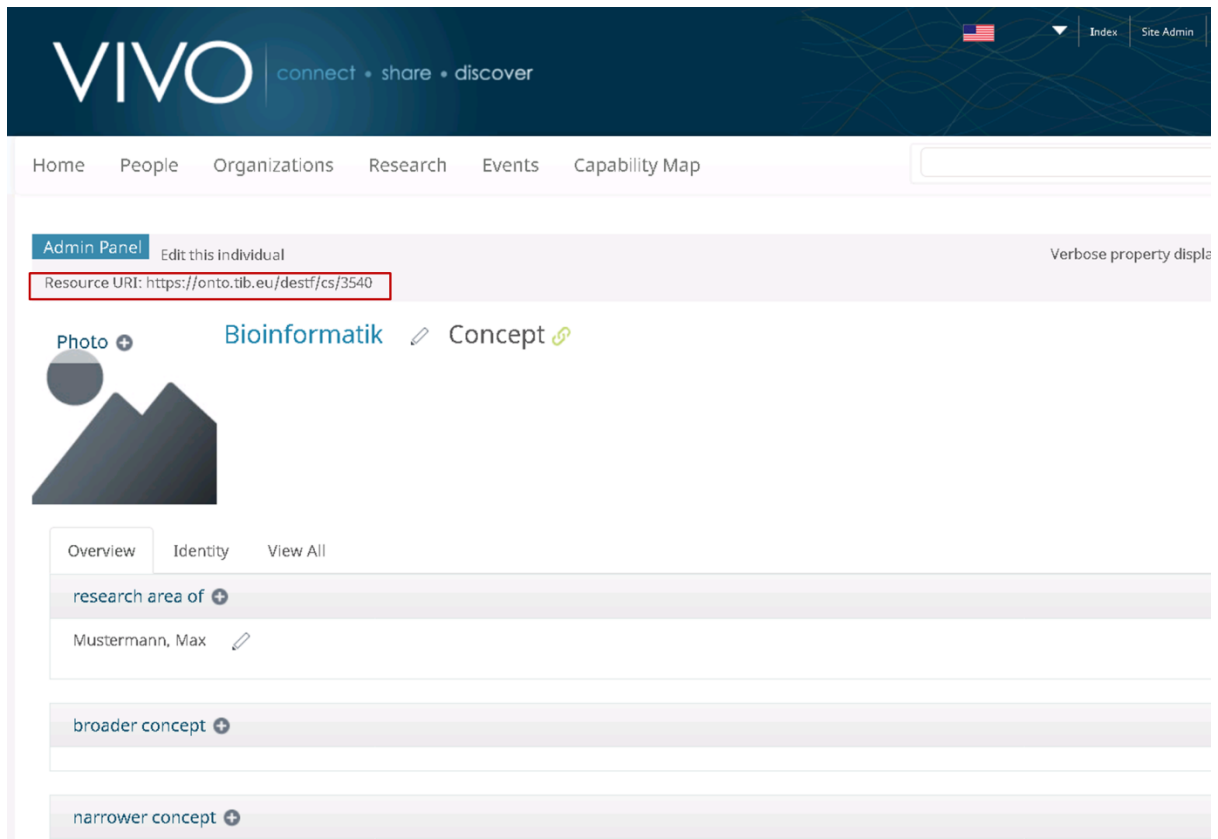 VIVO connect • share • discover
Index Site Admin
Home People Organizations Research Events Capability Map
Admin Panel Edit this individual
Verbose property displa
Resource URI: https://onto.tib.eu/destf/cs/3540
Photo
Bioinformatik Concept
Overview Identity View All
research area of
Mustermann, Max
broader concept
narrower concept